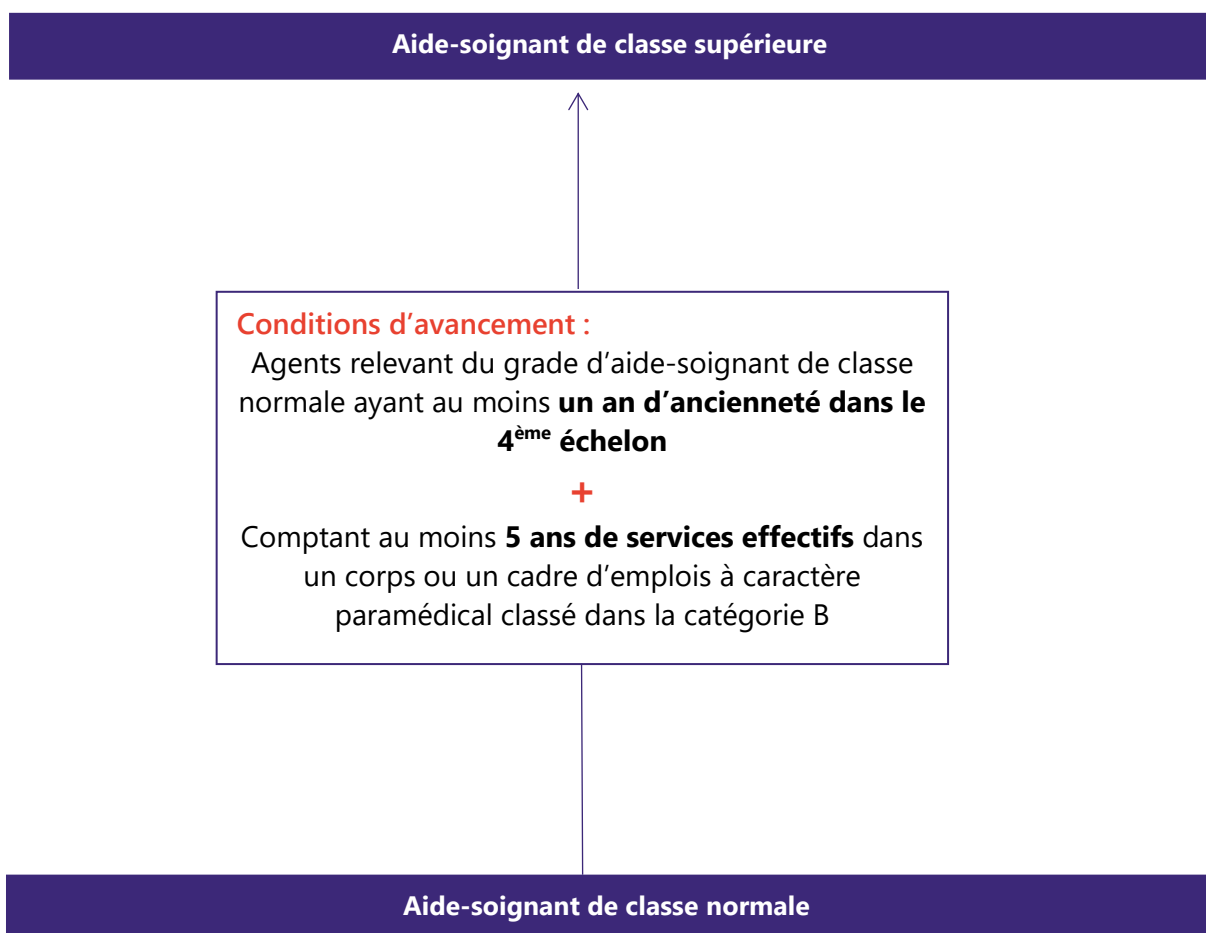 Aide-soignant de classe supérieure
Conditions d’avancement :
Agents relevant du grade d’aide-soignant de classe
normale ayant au moins un an d’ancienneté dans le
4ème échelon
+
Comptant au moins 5 ans de services effectifs dans
un corps ou un cadre d’emplois à caractère
paramédical classé dans la catégorie B
Aide-soignant de classe normale